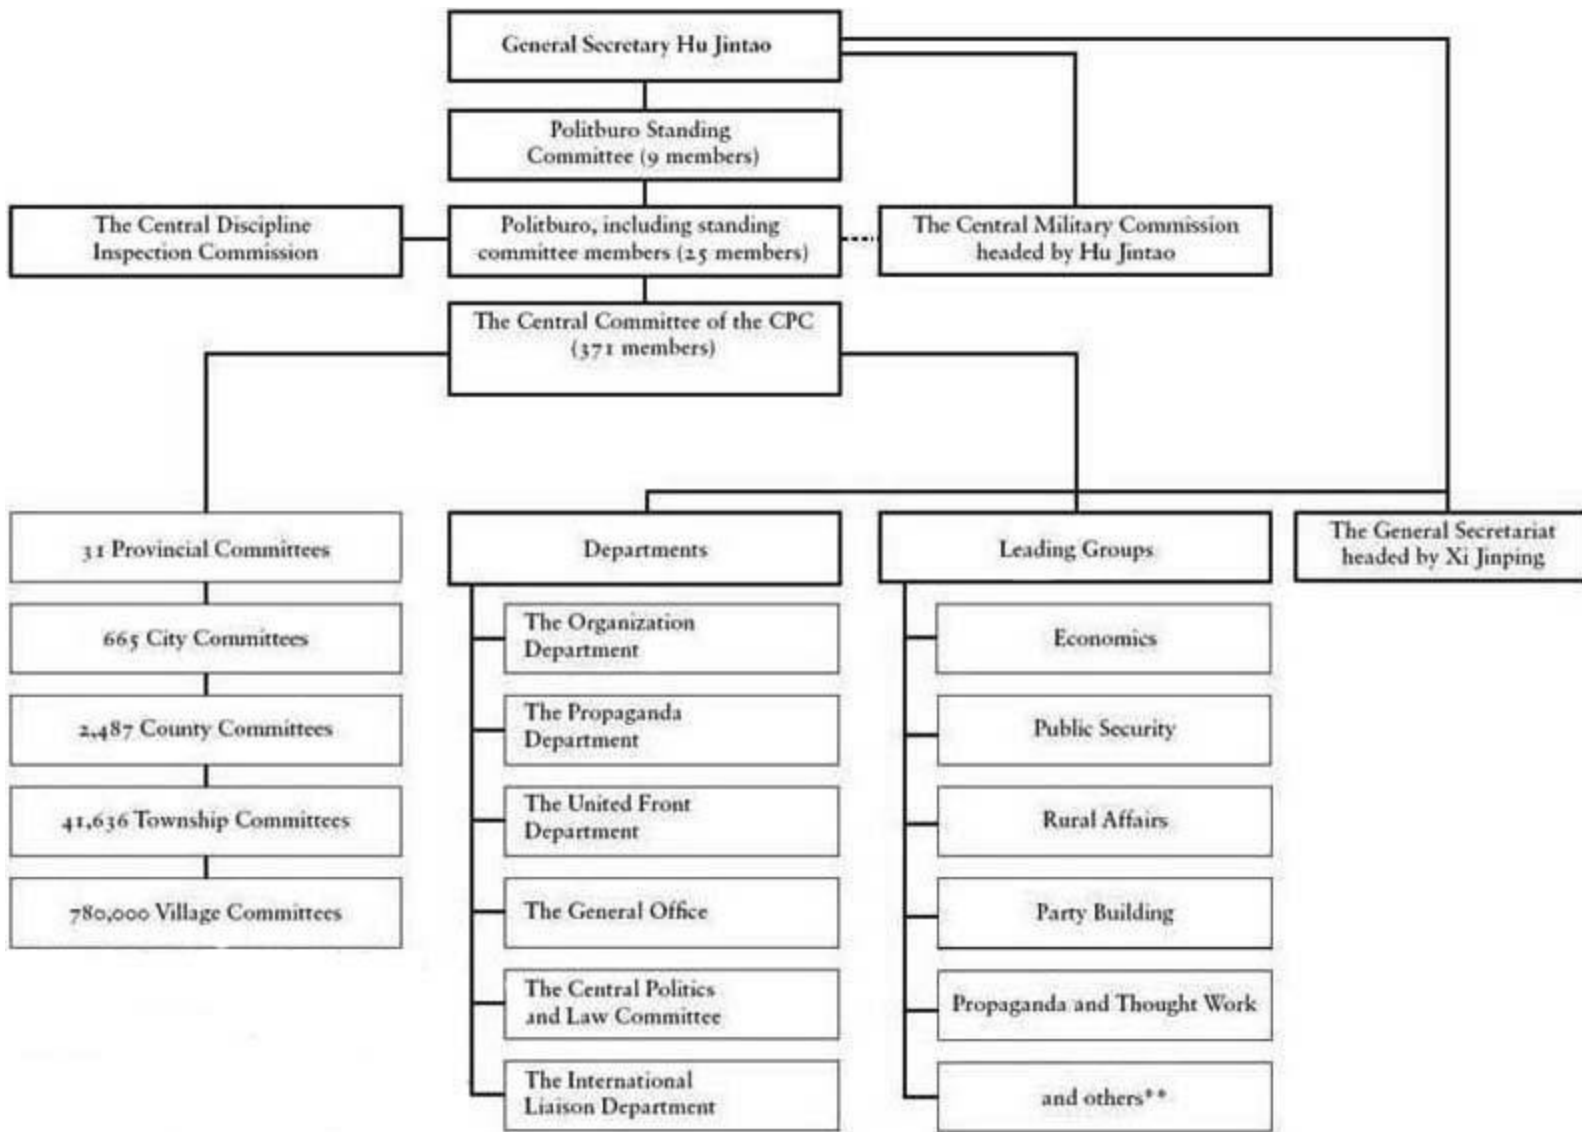 General Secretary Hu Jintao
Politburo Standing
Committee (9 members)
The Central Discipline
Inspection Commission
Politburo, including standing
committee members (25 members)
The Central Military Commission
headed by Hu Jintao
The Central Committee of the CPC
(371 members)
31 Provincial Committees
665 City Committees
2,487 County Committees
41,636 Township Committees
780,000 Village Committees
Departments
The Organization
Department
The Propaganda
Department
The United Front
Department
The General Office
The Central Politics
and Law Committee
The International
Liaison Department
Leading Groups
Economics
Public Security
Rural Affairs
Party Building
Propaganda and Thought Work
and others**
The General Secretariat
headed by Xi Jinping